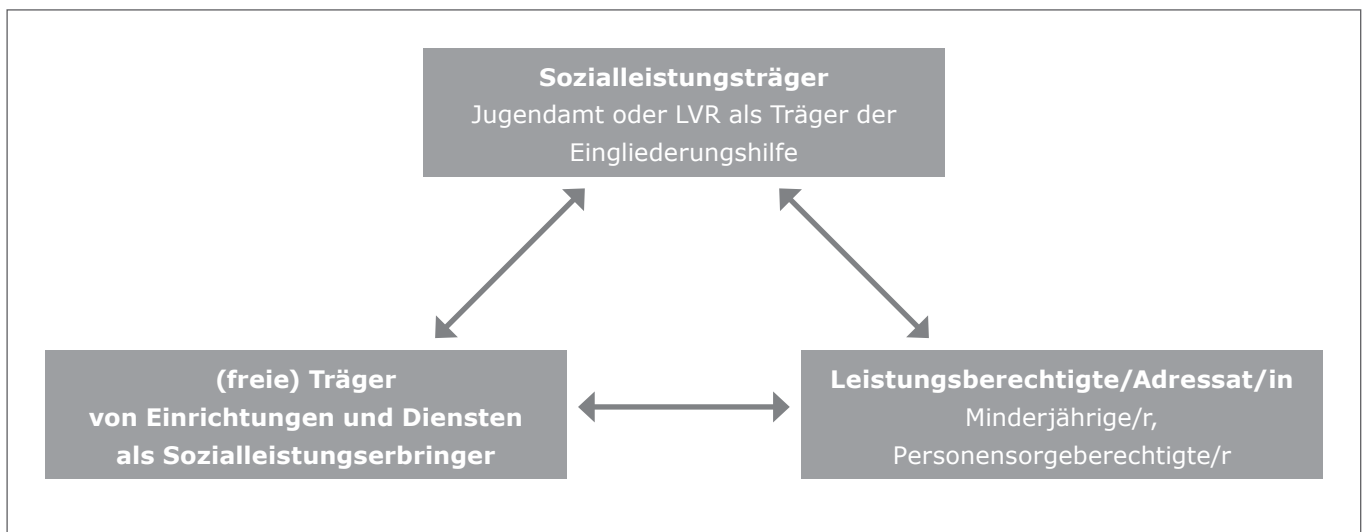 Sozialleistungsträger
Jugendamt oder LVR als Träger der
Eingliederungshilfe
(freie) Träger
von Einrichtungen und Diensten
als Sozialleistungserbringer
Leistungsberechtigte/Adressat/in
Minderjährige/r,
Personensorgeberechtigte/r